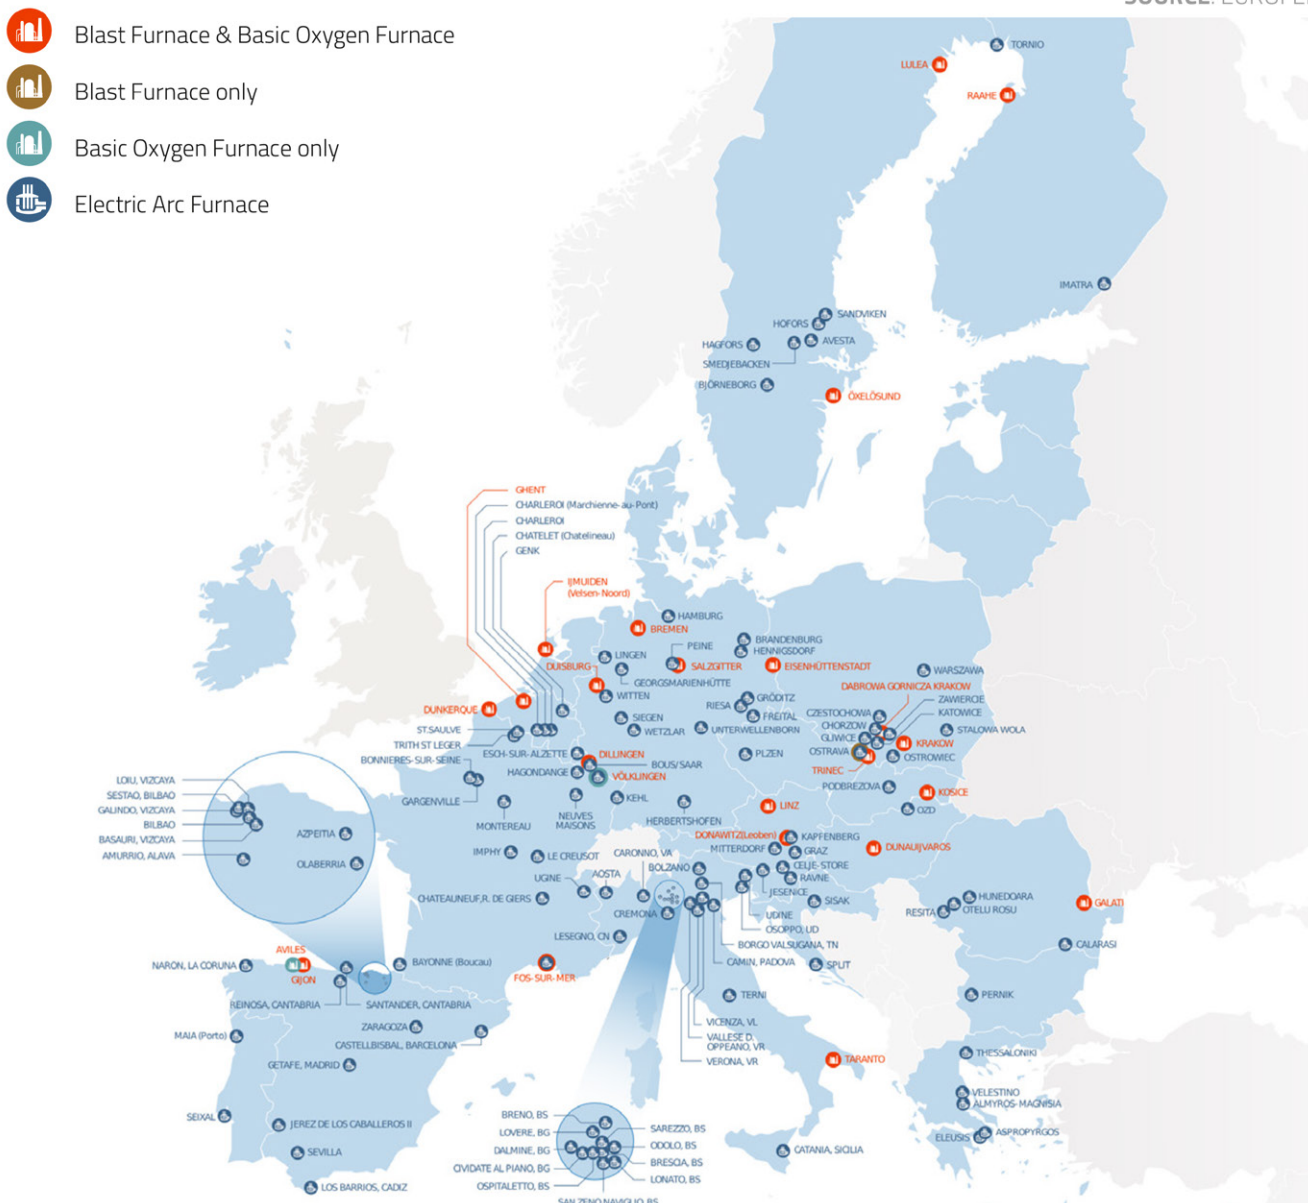 SOURCE: EUROPE
Blast Furnace & Basic Oxygen Furnace
Blast Furnace only
Basic Oxygen Furnace only
Electric Arc Furnace
TORNIO
LULEA
RAAHE
IMATRA
SANDVIKEN
HOFORS
HAGFORS
AVESTA
SMEDJEBACKEN
BJÖRNEBORG
ÖXELÖSUND
GHENT
CHARLEROI (Marchienne-au-Pont)
CHARLEROI
CHATELET (Chatelineau)
GENK
IJMUIDEN
(Velsen-Noord)
HAMBURG
BREMEN
PEINE
BRANDENBURG
HENNIGSDORF
LINGEN
DUISBURG
SALZGITTER
EISENHÜTTENSTADT
WARSZAWA
GEORGSMARIENHÜTTE
DABROWA GORNICZA KRAKOW
WITTEN
GRÖDITZ
ZAWIERCIE
RIESA
DUNKERQUE
CZESTOCHOWA
KATOWICE
SIEGEN
FREITAL
CHORZOW
ST.SAULVE
WETZLAR
UNTERWELLENBORN
STALOWA WOLA
GLIWICE
TRITH ST LEGER
KRAKOW
ESCH-SUR-ALZETTE
DILLINGEN
PLZEN
OSTRAVA
OSTROWIEC
BONNIERES-SUR-SEINE
BOUS/SAAR
HAGONDANGE
VÖLKLINGEN
TRINEC
LOIU, VIZCAYA
PODBREZOVA
KOSICE
SESTAO, BILBAO
GARGENVILLE
KEHL
LINZ
GALINDO, VIZCAYA
OZD
NEUVES
MAISONS
HERBERTSHOFEN
BILBAO
MONTEREAU
AZPEITIA
DONAWITZ(Leoben)
KAPFENBERG
BASAURI, VIZCAYA
MITTERDORF
GRAZ
DUNAUJVAROS
AMURRIO, ALAVA
IMPHY
LE CREUSOT
CARONNO, VA
OLABERRIA
BOLZANO
CELJE-STORE
UGINE
AOSTA
RAVNE
JESENICE
CHATEAUNEUF,R. DE GIERS
HUNEDOARA
SISAK
GALATI
OTELU ROSU
RESITA
CREMONA
UDINE
OSOPPO, UD
LESEGNO, CN
BORGO VALSUGANA, TN
CALARASI
AVILES
NARON, LA CORUNA
BAYONNE (Boucau)
CAMIN, PADOVA
SPLIT
GIJON
FOS-SUR-MER
TERNI
PERNIK
REINOSA, CANTABRIA
SANTANDER, CANTABRIA
VICENZA, VL
ZARAGOZA
MAIA (Porto)
VALLESE D.
OPPEANO, VR
CASTELLBISBAL, BARCELONA
THESSALONIKI
TARANTO
VERONA, VR
GETAFE, MADRID
VELESTINO
ALMYROS-MAGNISIA
BRENO, BS
SEIXAL
JEREZ DE LOS CABALLEROS II
SAREZZO, BS
LOVERE, BG
ASPROPYRGOS
ELEUSIS
ODOLO, BS
DALMINE, BG
SEVILLA
CATANIA, SICILIA
BRESCIA, BS
CIVIDATE AL PIANO, BG
LONATO, BS
OSPITALETTO, BS
LOS BARRIOS, CADIZ
SAN ZENO NAVIGLIO, BS